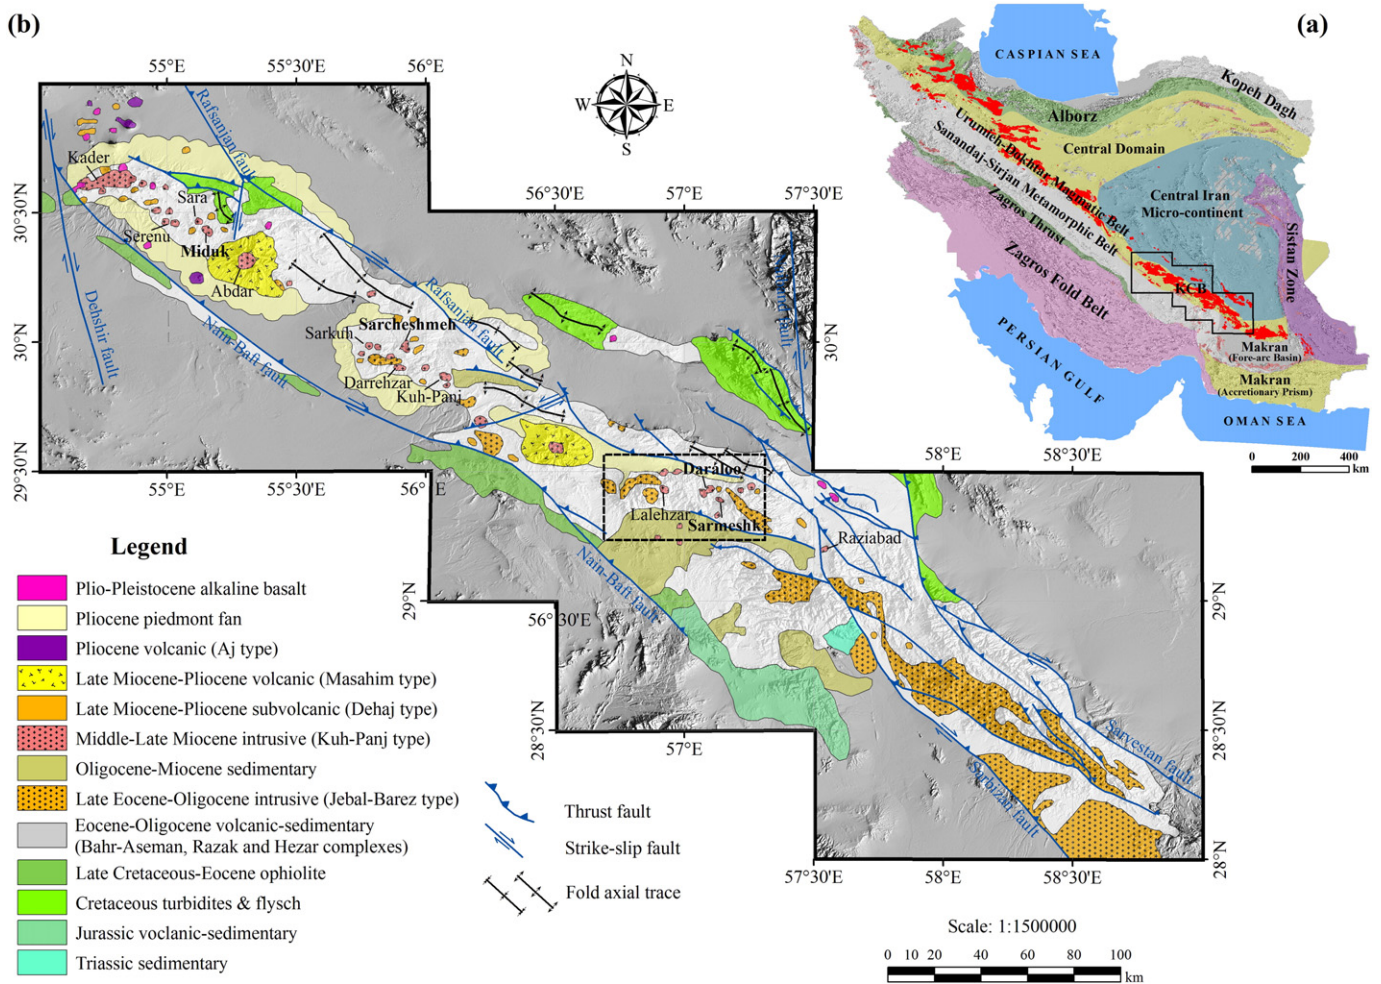 (b)
(a)
CASPIAN SEA
Kopeh Dagh
Alborz
Central Domain
Urumieh-Dokhtar Magmatic Belt
Sanandaj-Sirjan Metamorphic Belt
Zagros Thrust
Zagros Fold Belt
Central Iran
Micro-continent
Sistan Zone
KCB
Makran
(Fore-arc Basin)
Makran
(Accretionary Prism)
PERSIAN GULF
OMAN SEA
0 200 400
km
N
W E
S
55°E 55°30'E 56°E
56°30'E 57°E 57°30'E
30°30'N
30°N
29°30'N
30°N
Rafsanjan fault
Kader
Sara
Serenu
Miduk
Abdar
Dehshir fault
Nain-Baft fault
Rafsanjan fault
Sarkuh
Sarcheshmeh
Darrehzar
Kuh-Panj
fault
55°E 55°30'E 56°E
58°E 58°30'E
Daraloo
Lalehzar
Sarmeshk
Raziabad
Nain-Baft fault
29°N
29°N
56°30'E
28°30'N
28°30'N
57°E
Sarvestan fault
Sabzvaran fault
28°N
57°30'E 58°E 58°30'E
Legend
Plio-Pleistocene alkaline basalt
Pliocene piedmont fan
Pliocene volcanic (Aj type)
Late Miocene-Pliocene volcanic (Masahim type)
Late Miocene-Pliocene subvolcanic (Dehaj type)
Middle-Late Miocene intrusive (Kuh-Panj type)
Oligocene-Miocene sedimentary
Late Eocene-Oligocene intrusive (Jebal-Barez type)
Eocene-Oligocene volcanic-sedimentary
(Bahr-Aseman, Razak and Hezar complexes)
Late Cretaceous-Eocene ophiolite
Cretaceous turbidites & flysch
Jurassic voclanic-sedimentary
Triassic sedimentary
Thrust fault
Strike-slip fault
Fold axial trace
Scale: 1:1500000
0 10 20 40 60 80 100
km